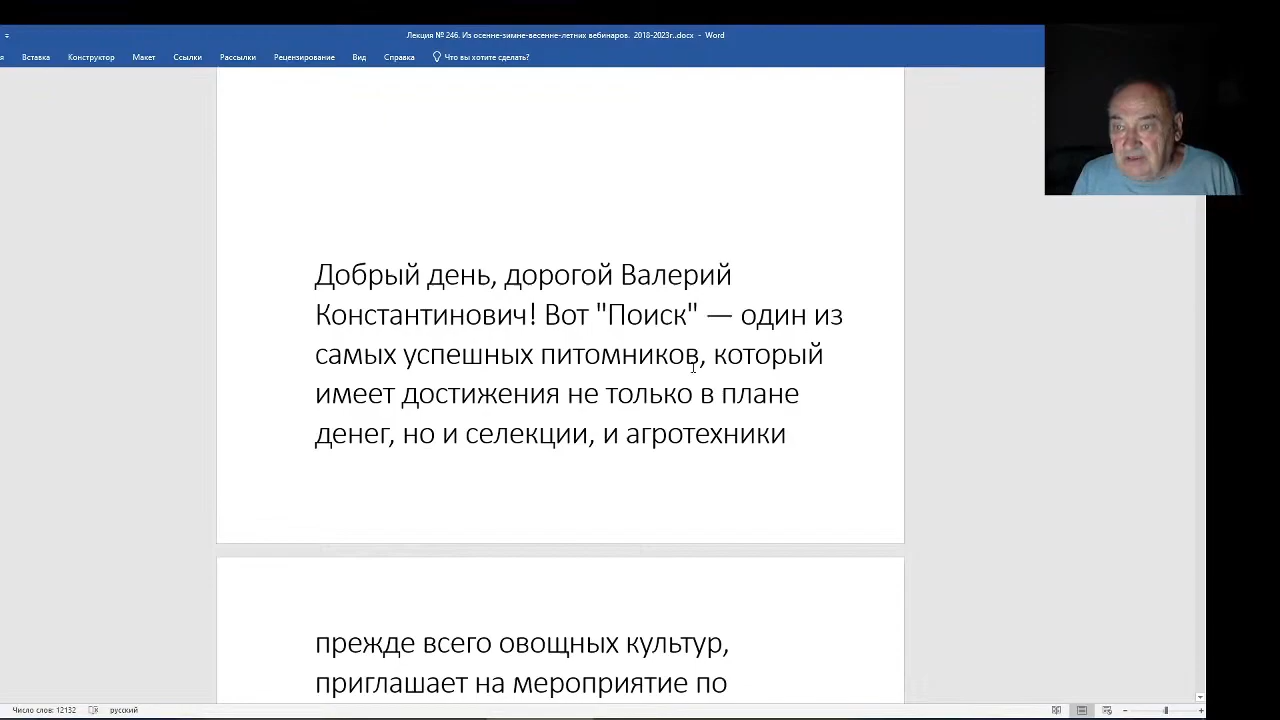 Лекция № 246. Из осенне-зимне-весенне-летних вебинаров. 2018-2023г..docx - Word
я Вставка Конструктор Макет Ссылки Рассылки Рецензирование Вид Справка Что вы хотите сделать?
Добрый день, дорогой Валерий
Константинович! Вот "Поиск" — один из
самых успешных питомников, который
имеет достижения не только в плане
денег, но и селекции, и агротехники
прежде всего овощных культур,
приглашает на мероприятие по
Число слов: 12132 русский